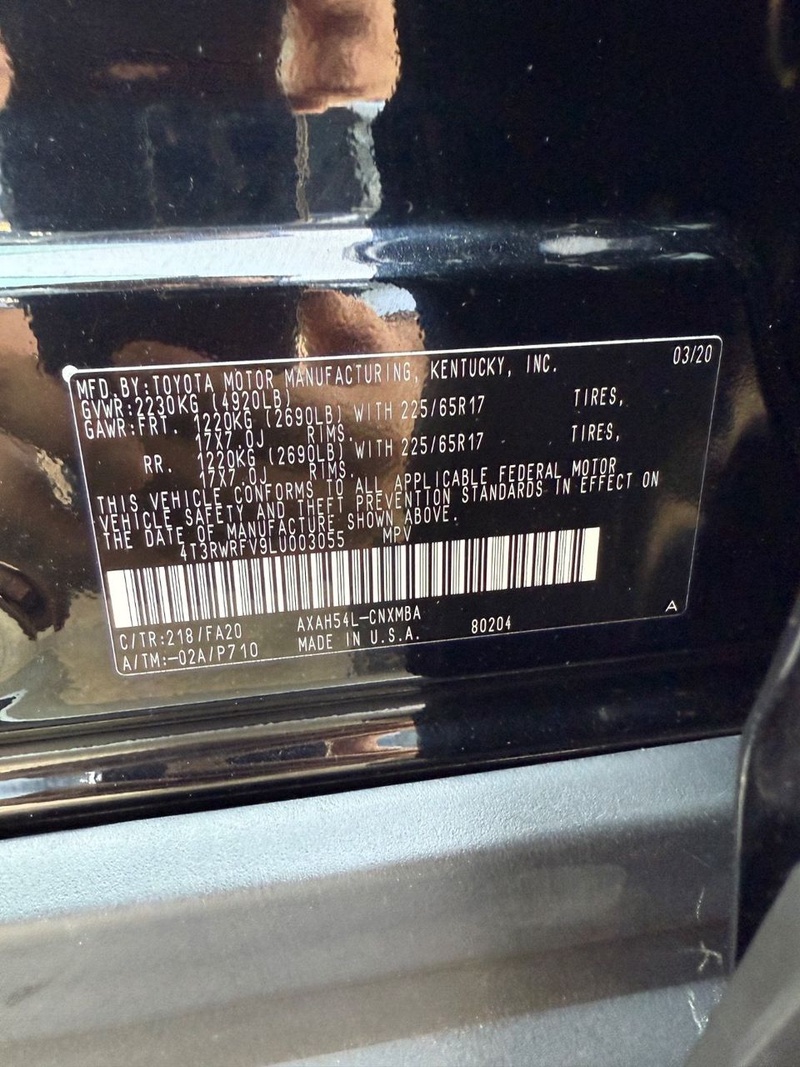 03/20
MFD.BY:TOYOTA MOTOR MANUFACTURING, KENTUCKY, INC.
GVWR:2230KG (4920LB)
GAWR:FRT. 1220KG (2690LB) WITH 225/65R17 TIRES,
17X7.0J RIMS.
RR. 1220KG (2690LB) WITH 225/65R17 TIRES,
17X7.0J RIMS.
THIS VEHICLE CONFORMS TO ALL APPLICABLE FEDERAL MOTOR
VEHICLE SAFETY AND THEFT PREVENTION STANDARDS IN EFFECT ON
THE DATE OF MANUFACTURE SHOWN ABOVE.
4T3RWRFV9LU003055 MPV
A
C/TR:218/FA20 AXAH54L-CNXMBA
A/TM:-02A/P710 MADE IN U.S.A. 80204